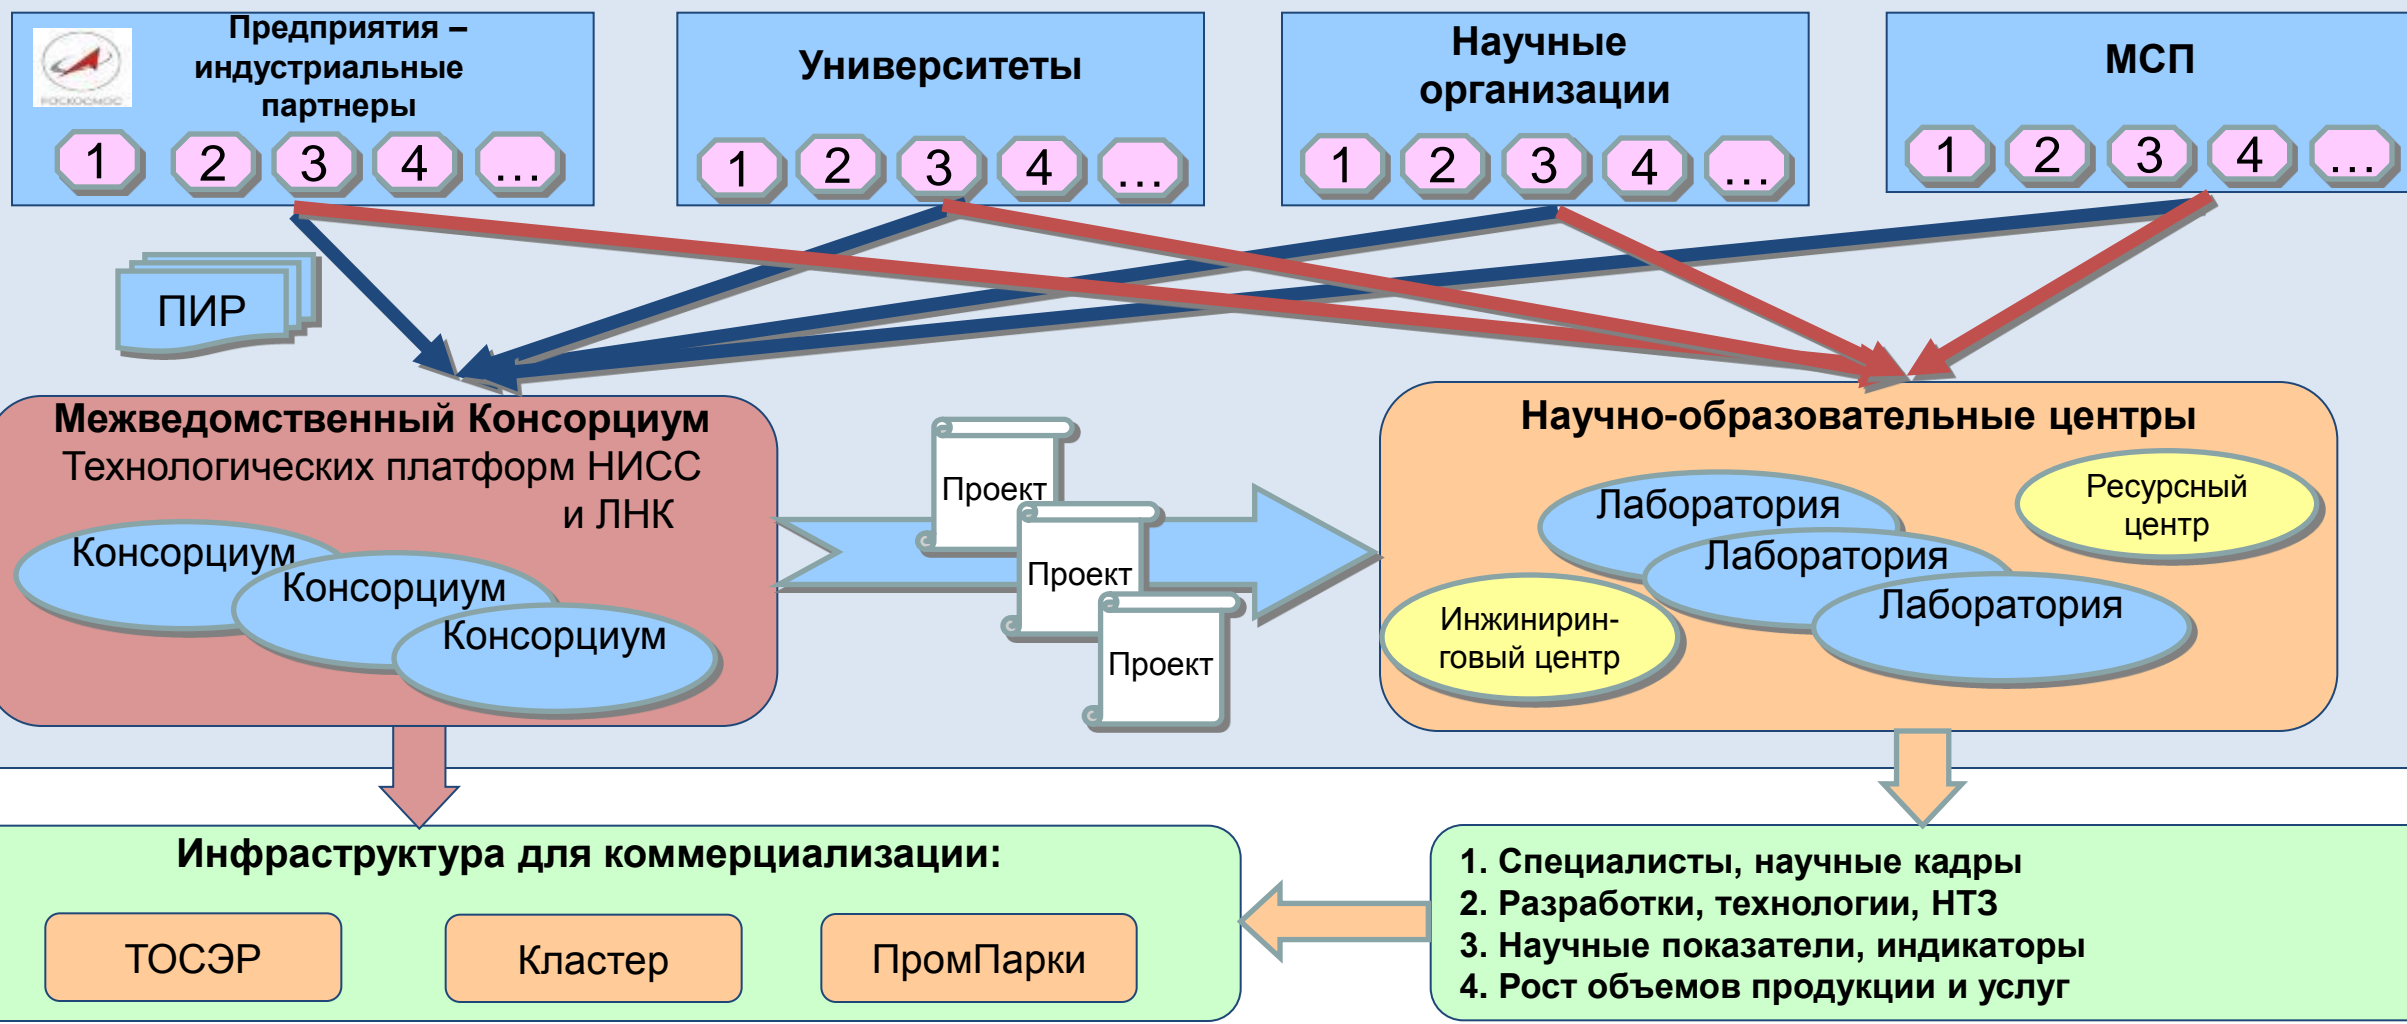 Предприятия –
индустриальные
партнеры
РОСКОСМОС
1 2 3 4 ...
Университеты
1 2 3 4 ...
Научные
организации
1 2 3 4 ...
МСП
1 2 3 4 ...
ПИР
Межведомственный Консорциум
Технологических платформ НИСС
и ЛНК
Консорциум
Консорциум
Консорциум
Проект
Проект
Проект
Научно-образовательные центры
Лаборатория
Лаборатория
Лаборатория
Ресурсный
центр
Инжинирин-
говый центр
Инфраструктура для коммерциализации:
ТОСЭР
Кластер
ПромПарки
1. Специалисты, научные кадры
2. Разработки, технологии, НТЗ
3. Научные показатели, индикаторы
4. Рост объемов продукции и услуг